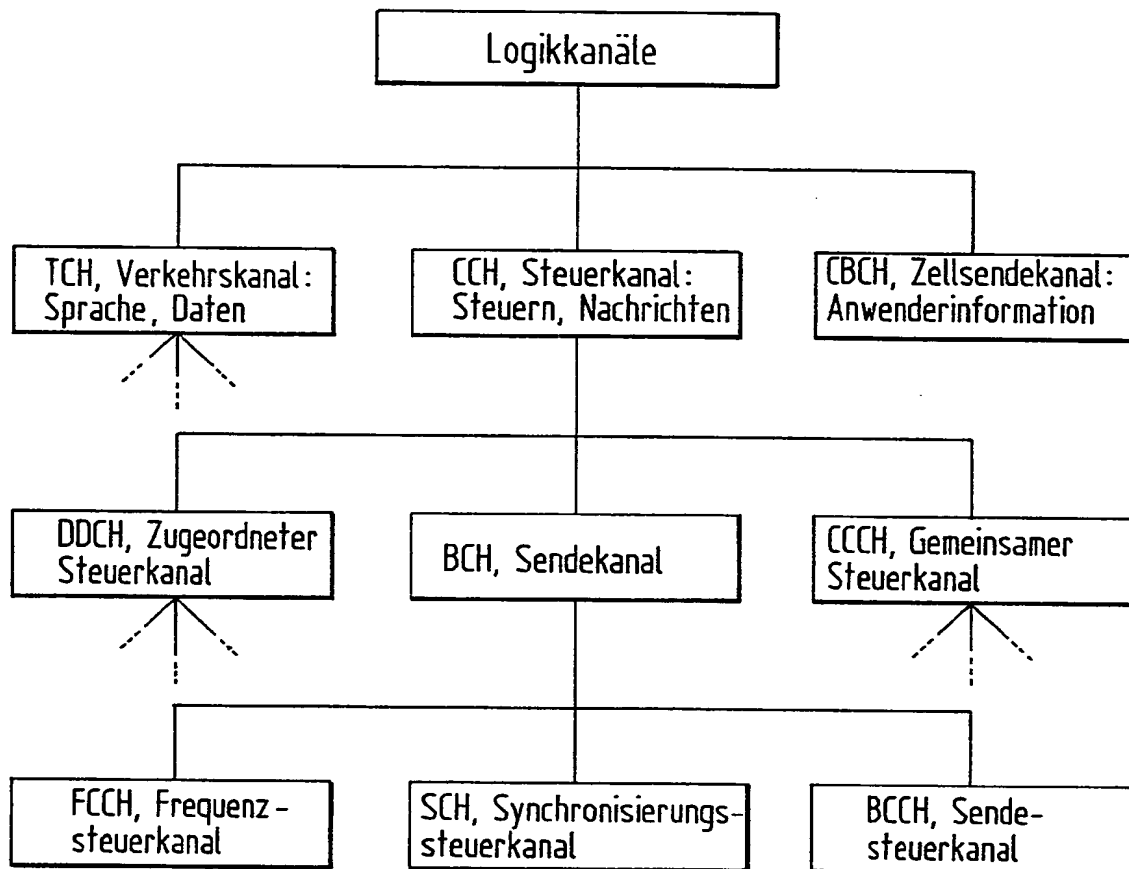 Logikkanäle
TCH, Verkehrskanal:
Sprache, Daten
CCH, Steuerkanal:
Steuern, Nachrichten
CBCH, Zellsendekanal:
Anwenderinformation
DDCH, Zugeordneter
Steuerkanal
BCH, Sendekanal
CCCH, Gemeinsamer
Steuerkanal
FCCH, Frequenz-
steuerkanal
SCH, Synchronisierungs-
steuerkanal
BCCH, Sende-
steuerkanal